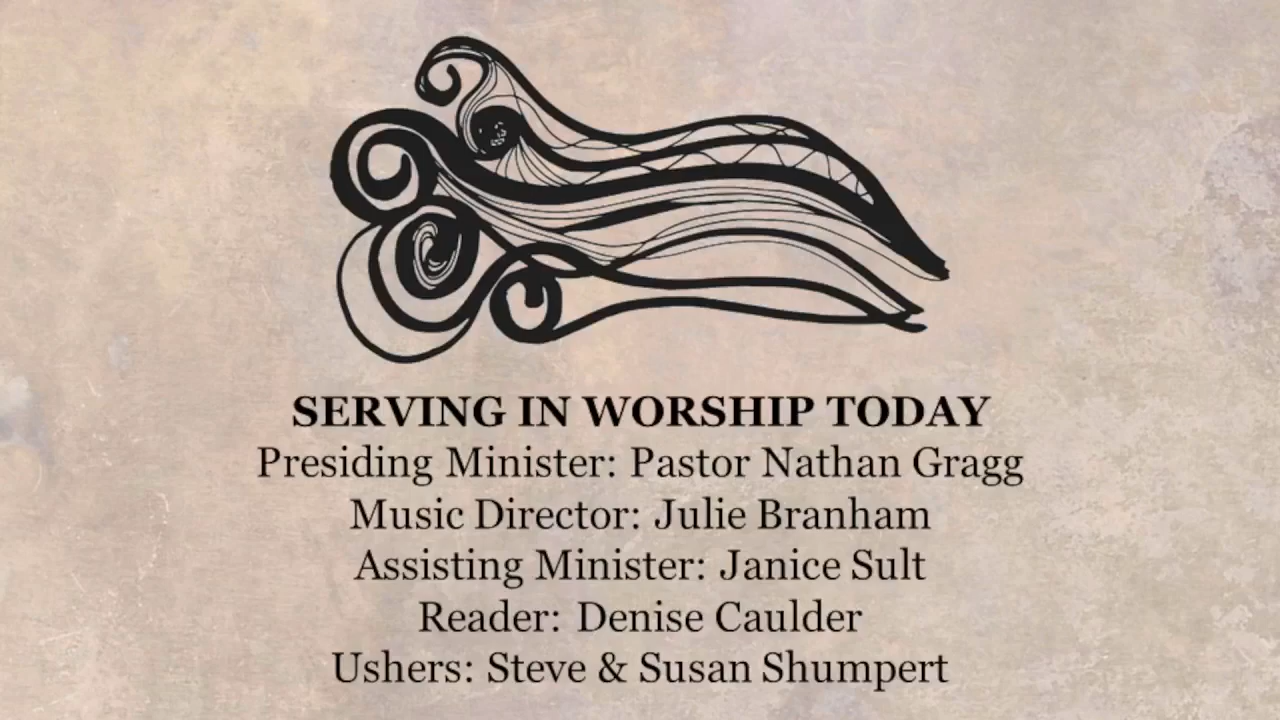 SERVING IN WORSHIP TODAY
Presiding Minister: Pastor Nathan Gragg
Music Director: Julie Branham
Assisting Minister: Janice Sult
Reader: Denise Caulder
Ushers: Steve & Susan Shumpert